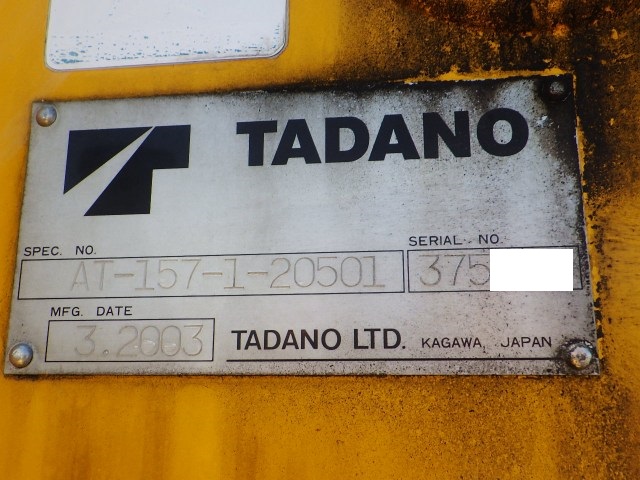 TADANO
SPEC. NO.
SERIAL NO.
AT-157-1-20501
375
MFG. DATE
3.2003
TADANO LTD. KAGAWA, JAPAN